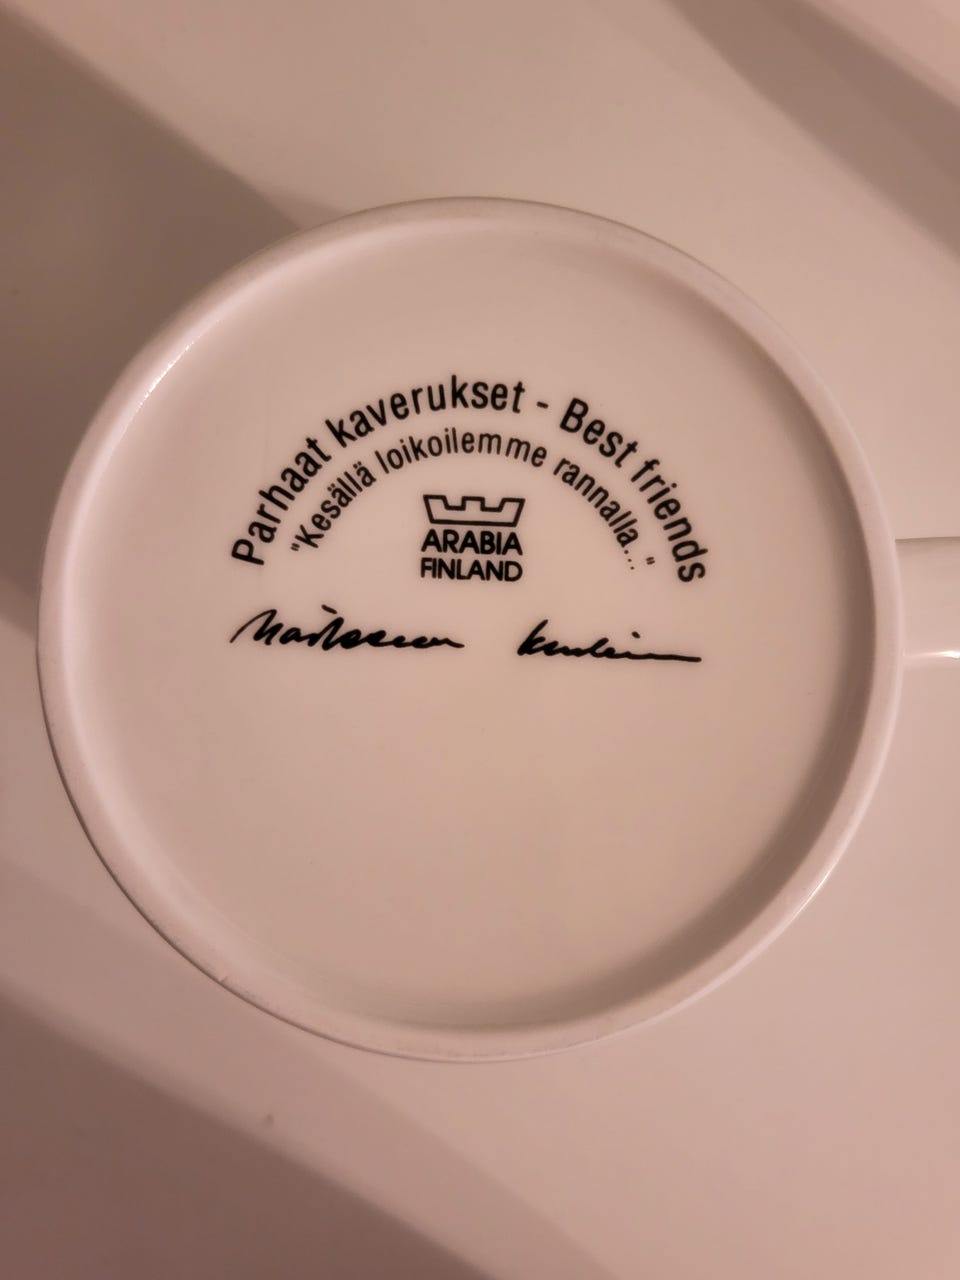 Parhaat kaverukset - Best friends
"Kesällä loikoilemme rannalla...."
ARABIA
FINLAND